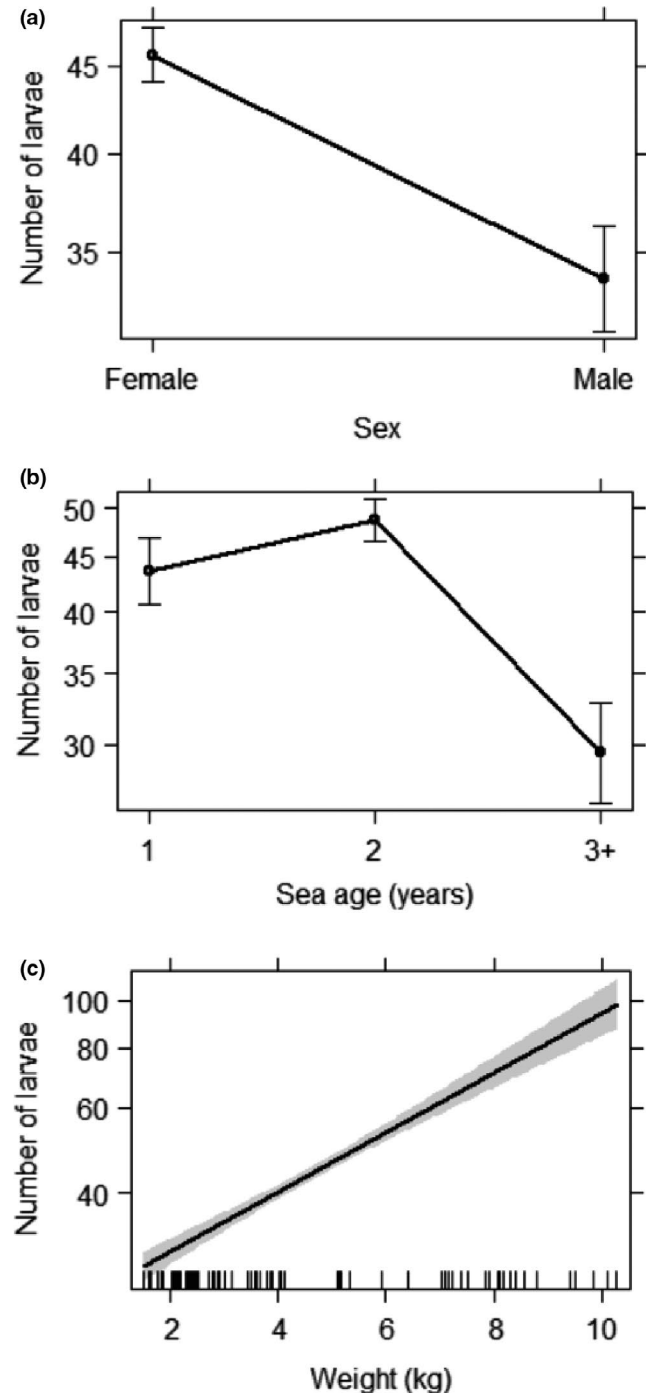 (a)
Number of larvae
45
40
35
Female Male
Sex
(b)
Number of larvae
50
45
40
35
30
1 2 3+
Sea age (years)
(c)
Number of larvae
100
80
60
40
2 4 6 8 10
Weight (kg)